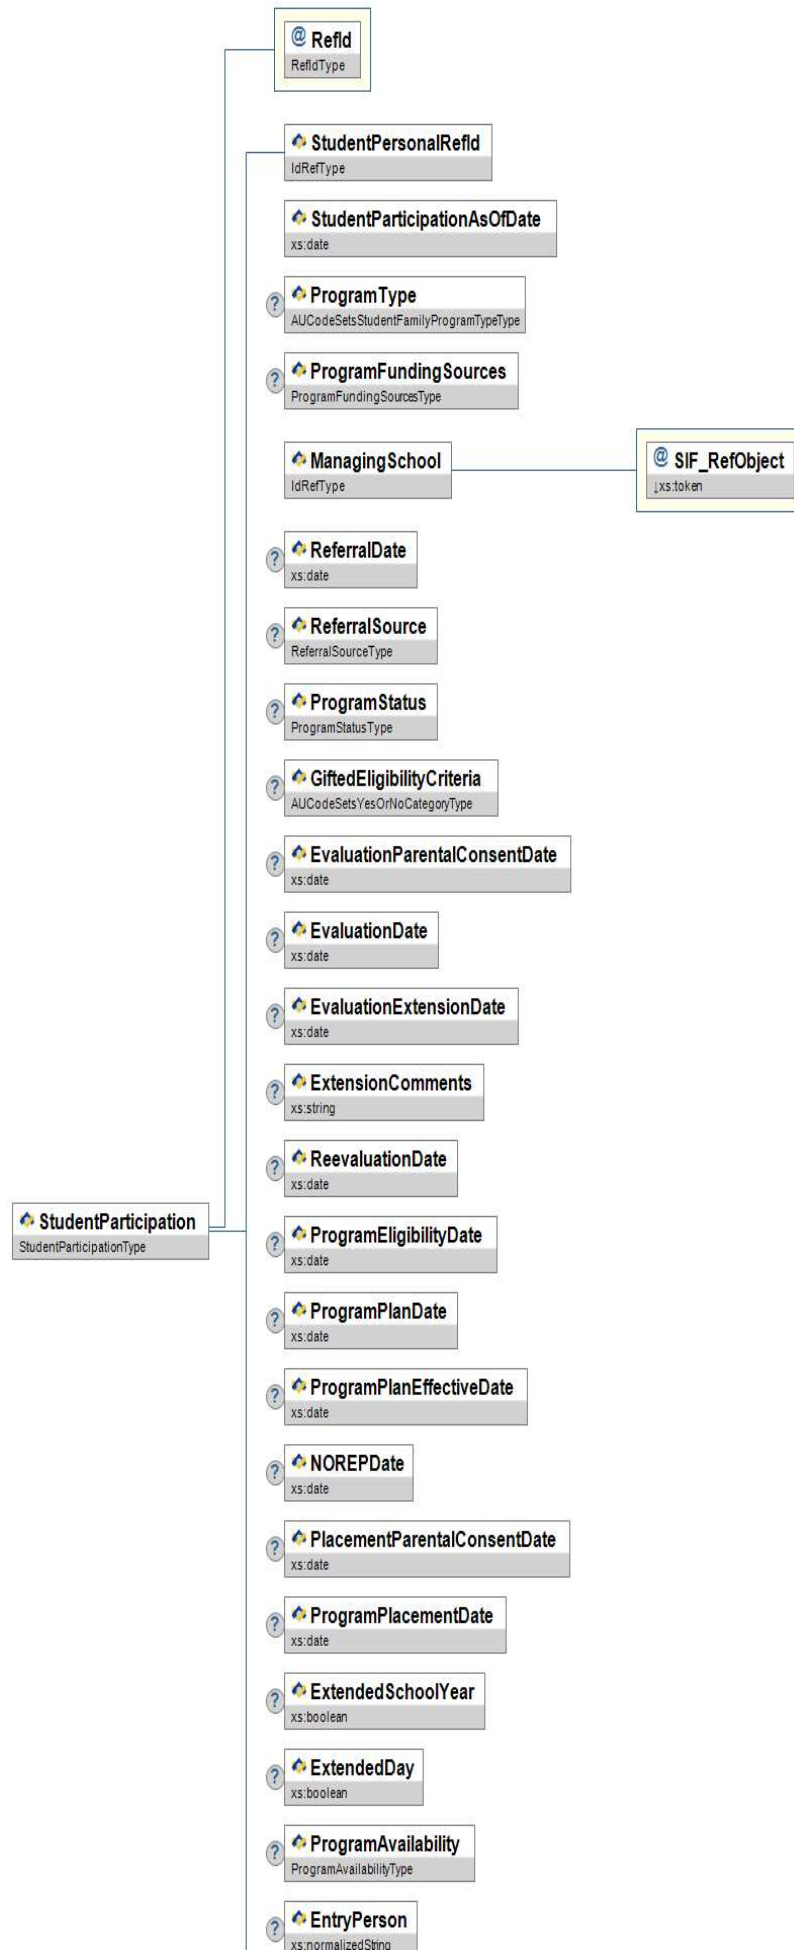 @ RefId
RefIdType
StudentPersonalRefId
IdRefType
StudentParticipationAsOfDate
xs:date
? ProgramType
AUCodeSetsStudentFamilyProgramTypeType
? ProgramFundingSources
ProgramFundingSourcesType
ManagingSchool
IdRefType
@ SIF_RefObject
↓xs:token
? ReferralDate
xs:date
? ReferralSource
ReferralSourceType
? ProgramStatus
ProgramStatusType
? GiftedEligibilityCriteria
AUCodeSetsYesOrNoCategoryType
? EvaluationParentalConsentDate
xs:date
? EvaluationDate
xs:date
? EvaluationExtensionDate
xs:date
? ExtensionComments
xs:string
? ReevaluationDate
xs:date
StudentParticipation
StudentParticipationType
? ProgramEligibilityDate
xs:date
? ProgramPlanDate
xs:date
? ProgramPlanEffectiveDate
xs:date
? NOREPDate
xs:date
? PlacementParentalConsentDate
xs:date
? ProgramPlacementDate
xs:date
? ExtendedSchoolYear
xs:boolean
? ExtendedDay
xs:boolean
? ProgramAvailability
ProgramAvailabilityType
? EntryPerson
xs:normalizedString